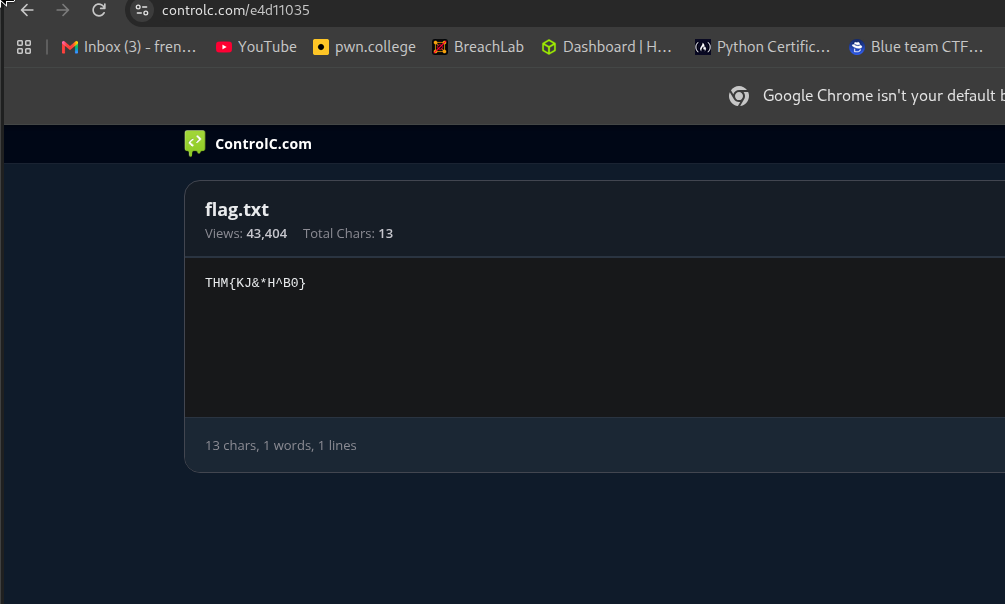 controlc.com/e4d11035
Inbox (3) - fren... YouTube pwn.college BreachLab Dashboard | H... Python Certific... Blue team CTF...
Google Chrome isn't your default
ControlC.com
flag.txt
Views: 43,404 Total Chars: 13
THM{KJ&*H^B0}
13 chars, 1 words, 1 lines